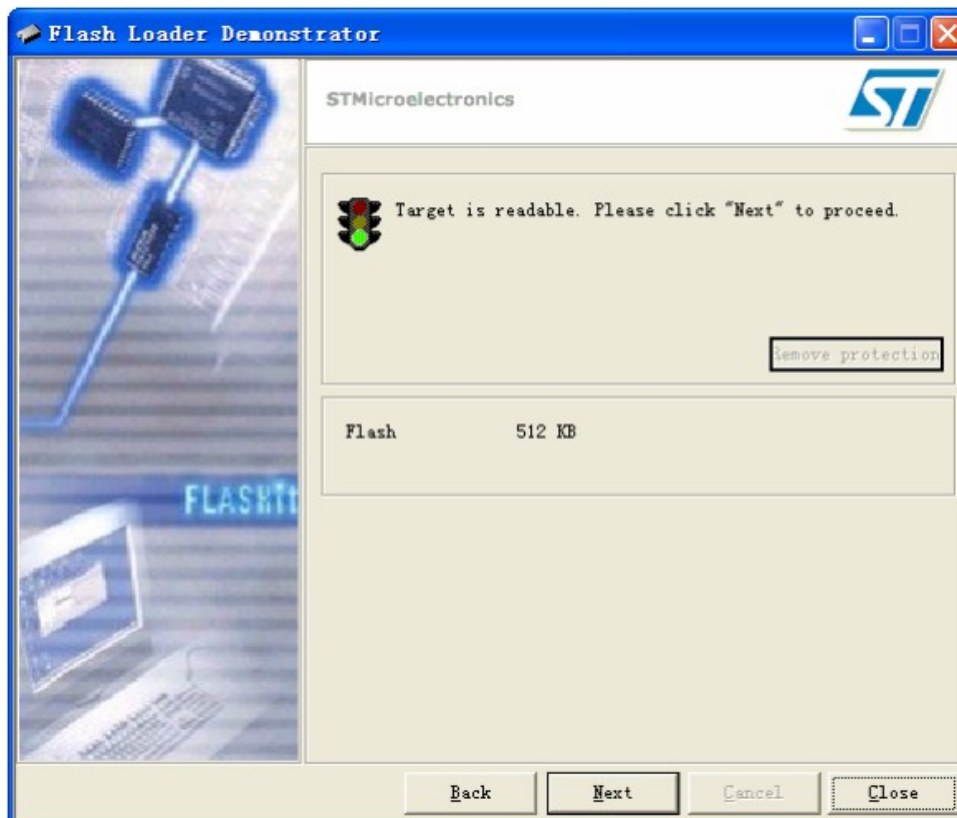 Flash Loader Demonstrator
STMicroelectronics
ST
Target is readable. Please click "Next" to proceed.
Remove protection
Flash 512 KB
FLASHit
Back Next Cancel Close